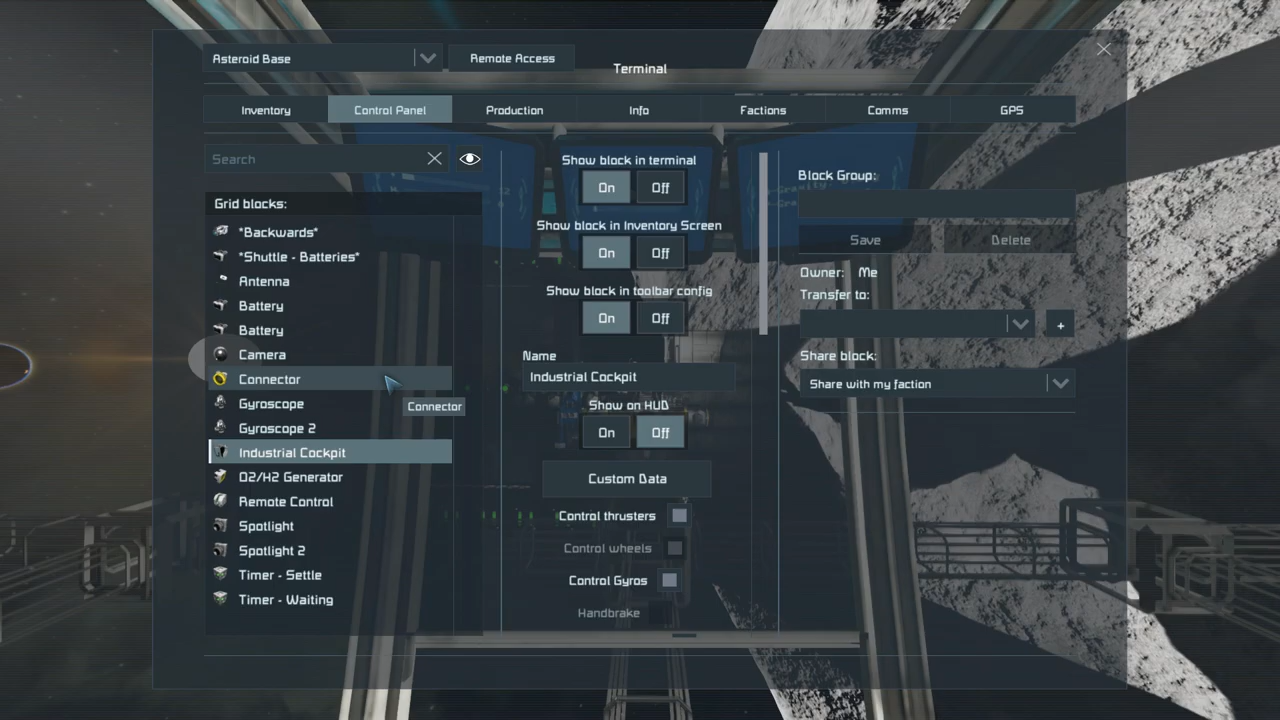 Asteroid Base
Remote Access
Terminal
Inventory
Control Panel
Production
Info
Factions
Comms
GPS
Search
Grid blocks:
*Backwards*
*Shuttle - Batteries*
Antenna
Battery
Battery
Camera
Connector
Connector
Gyroscope
Gyroscope 2
Industrial Cockpit
O2/H2 Generator
Remote Control
Spotlight
Spotlight 2
Timer - Settle
Timer - Waiting
Show block in terminal
On Off
Show block in Inventory Screen
On Off
Show block in toolbar config
On Off
Name
Industrial Cockpit
Show on HUD
On Off
Custom Data
Control thrusters
Control wheels
Control Gyros
Handbrake
Block Group:
Save
Delete
Owner: Me
Transfer to:
+
Share block:
Share with my faction